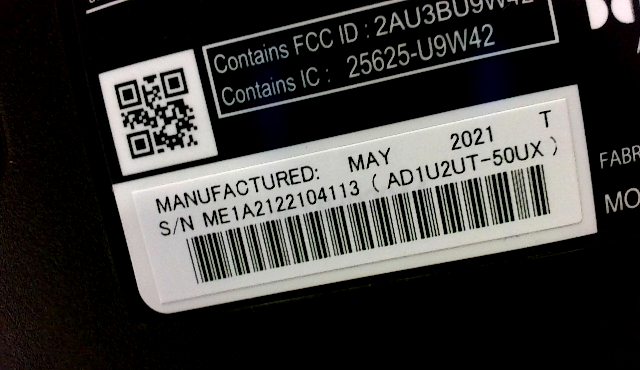 Contains FCC ID : 2AU3BU9W42
Contains IC : 25625-U9W42
MANUFACTURED: MAY 2021 T
S/N ME1A2122104113 ( AD1U2UT-50UX )
FABR
MO